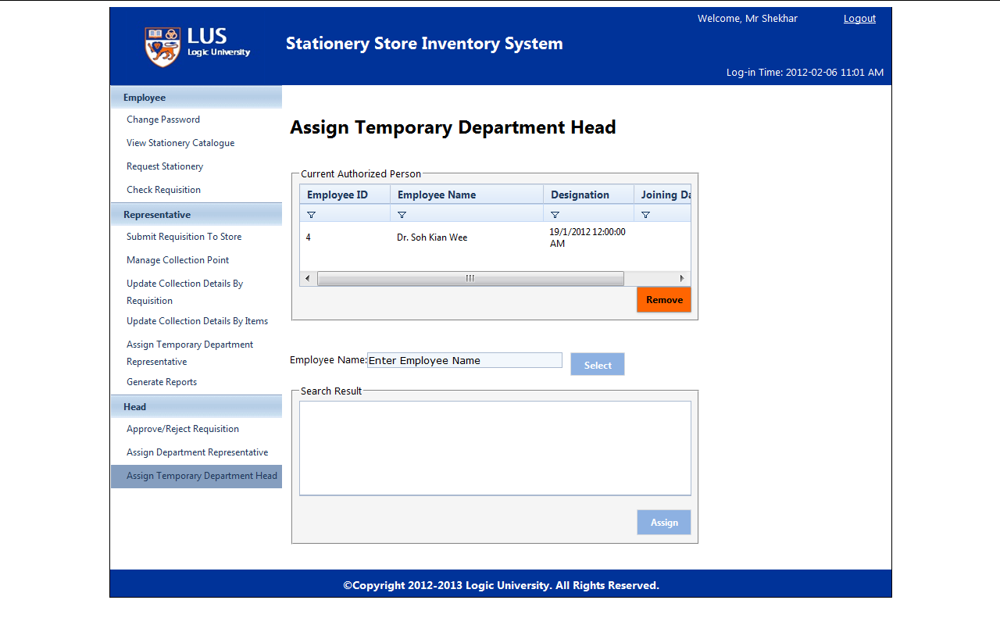 Welcome, Mr Shekhar
Logout
LUS
Logic University
Stationery Store Inventory System
Log-in Time: 2012-02-06 11:01 AM
Employee
Change Password
View Stationery Catalogue
Request Stationery
Check Requisition
Representative
Submit Requisition To Store
Manage Collection Point
Update Collection Details By
Requisition
Update Collection Details By Items
Assign Temporary Department
Representative
Generate Reports
Head
Approve/Reject Requisition
Assign Department Representative
Assign Temporary Department Head
Assign Temporary Department Head
Current Authorized Person
Employee ID Employee Name Designation Joining Da
4 Dr. Soh Kian Wee 19/1/2012 12:00:00
AM
Remove
Employee Name: Enter Employee Name Select
Search Result
Assign
©Copyright 2012-2013 Logic University. All Rights Reserved.